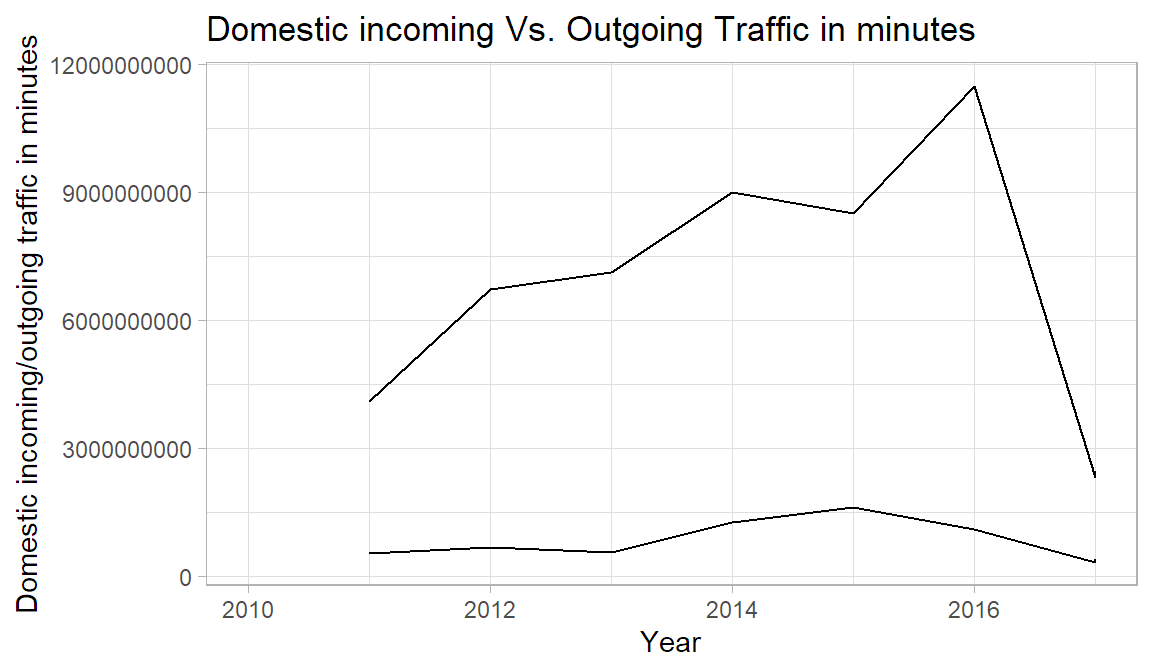 Domestic incoming Vs. Outgoing Traffic in minutes
Domestic incoming/outgoing traffic in minutes
12000000000
9000000000
6000000000
3000000000
0
2010 2012 2014 2016
Year